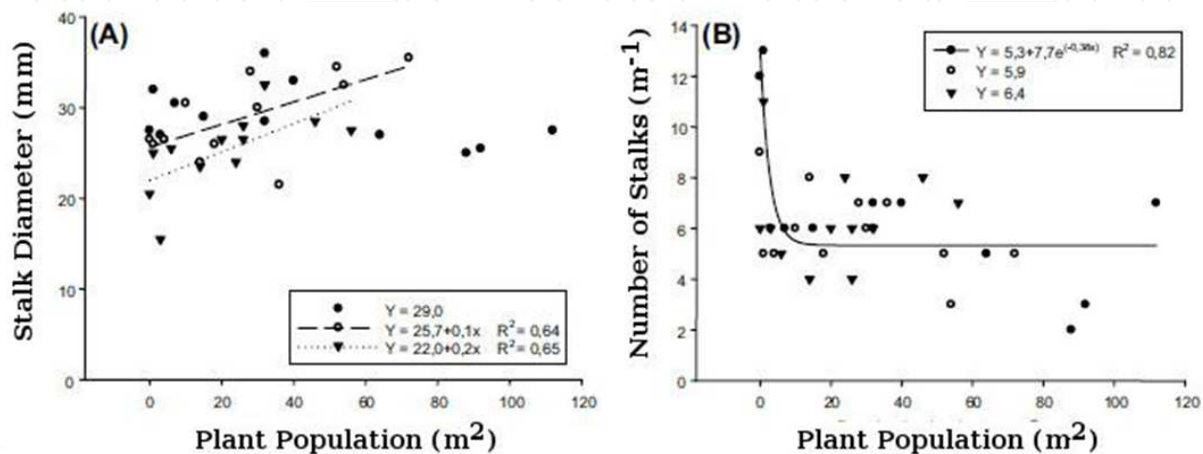 (A)
Stalk Diameter (mm)
40
30
20
10
0
Y = 29,0
Y = 25,7+0,1x R² = 0,64
Y = 22,0+0,2x R² = 0,65
0 20 40 60 80 100 120
Plant Population (m²)
(B)
Number of Stalks (m⁻¹)
14
12
10
8
6
4
2
0
Y = 5,3+7,7e^(-0,38x) R² = 0,82
Y = 5,9
Y = 6,4
0 20 40 60 80 100 120
Plant Population (m²)